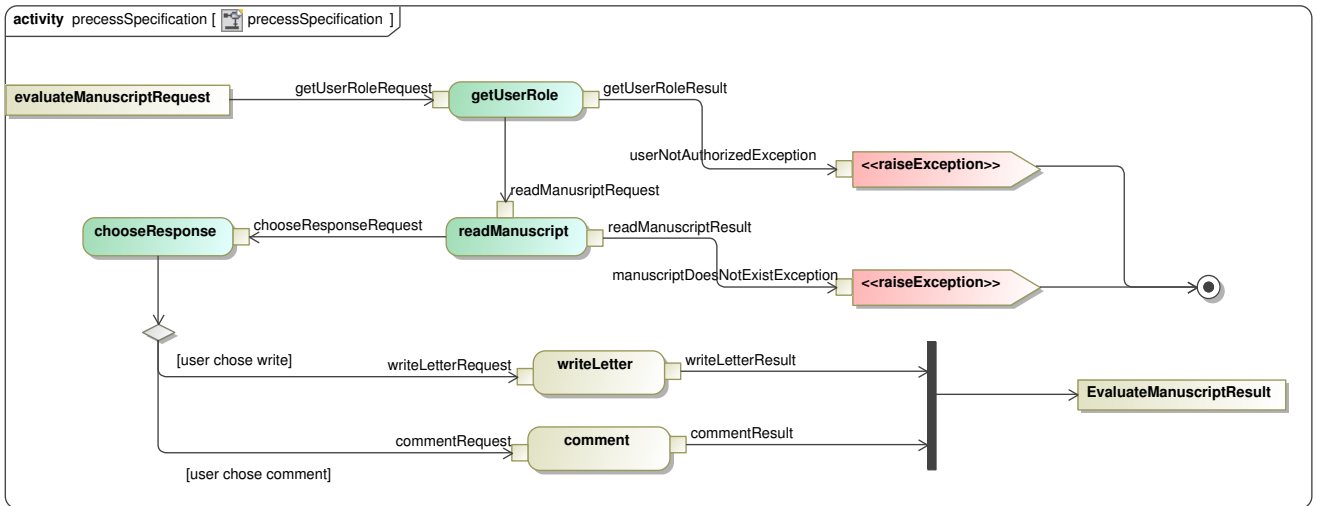 activity precessSpecification [ precessSpecification ]
getUserRoleRequest
getUserRole
getUserRoleResult
evaluateManuscriptRequest
userNotAuthorizedException
<<raiseException>>
readManusriptRequest
chooseResponse
chooseResponseRequest
readManuscript
readManuscriptResult
manuscriptDoesNotExistException
<<raiseException>>
[user chose write]
writeLetterRequest
writeLetter
writeLetterResult
EvaluateManuscriptResult
commentRequest
comment
commentResult
[user chose comment]